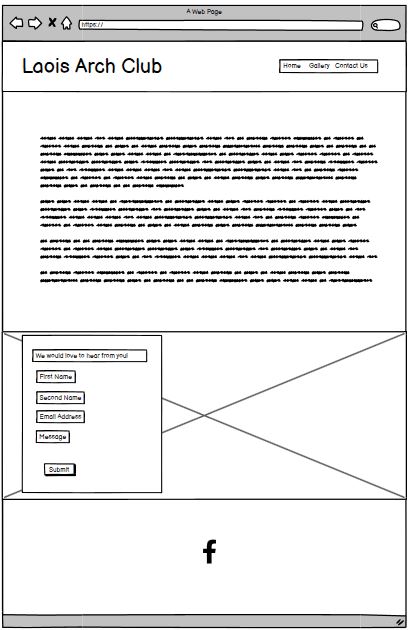 A Web Page
https://
Laois Arch Club
Home Gallery Contact Us
We would love to hear from you!
First Name
Second Name
Email Address
Message
Submit
f